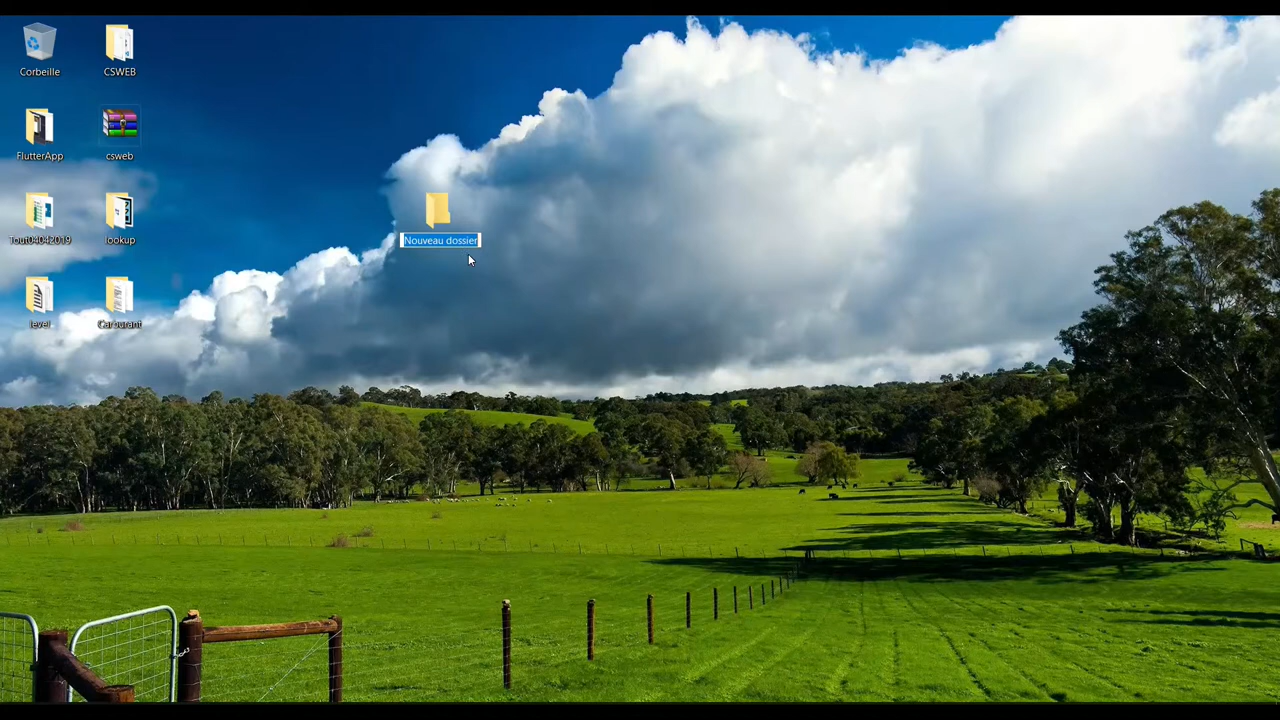 Corbeille
CSWEB
FlutterApp
csweb
Tout04042019
lookup
Nouveau dossier
level
Carburant